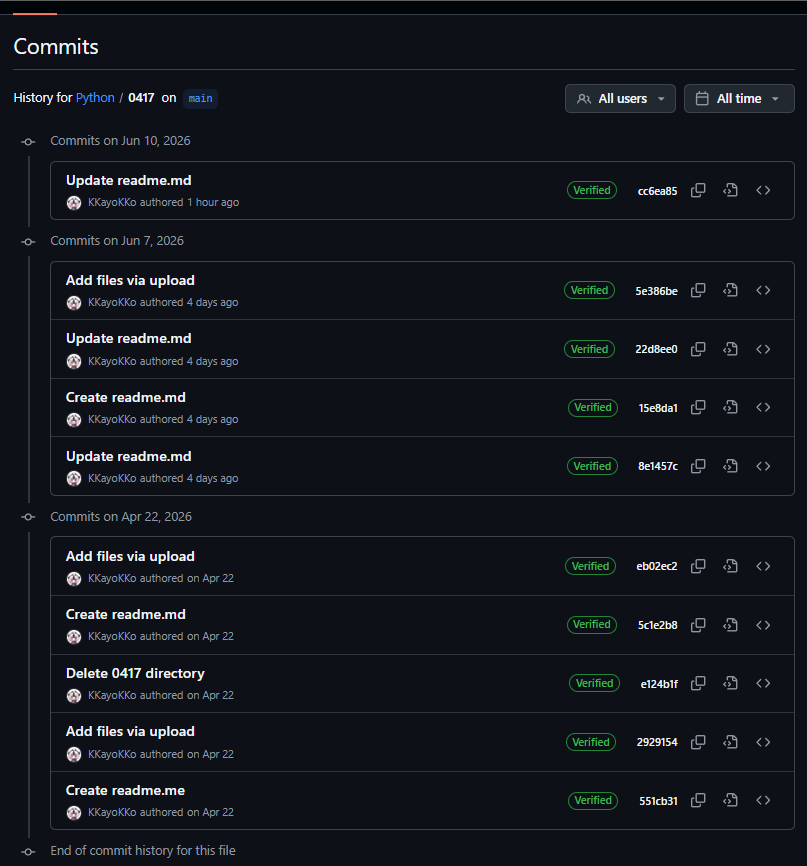 Commits
History for Python / 0417 on main
All users
All time
Commits on Jun 10, 2026
Update readme.md
KKayoKKo authored 1 hour ago
Verified
cc6ea85
Commits on Jun 7, 2026
Add files via upload
KKayoKKo authored 4 days ago
Verified
5e386be
Update readme.md
KKayoKKo authored 4 days ago
Verified
22d8ee0
Create readme.md
KKayoKKo authored 4 days ago
Verified
15e8da1
Update readme.md
KKayoKKo authored 4 days ago
Verified
8e1457c
Commits on Apr 22, 2026
Add files via upload
KKayoKKo authored on Apr 22
Verified
eb02ec2
Create readme.md
KKayoKKo authored on Apr 22
Verified
5c1e2b8
Delete 0417 directory
KKayoKKo authored on Apr 22
Verified
e124b1f
Add files via upload
KKayoKKo authored on Apr 22
Verified
2929154
Create readme.me
KKayoKKo authored on Apr 22
Verified
551cb31
End of commit history for this file